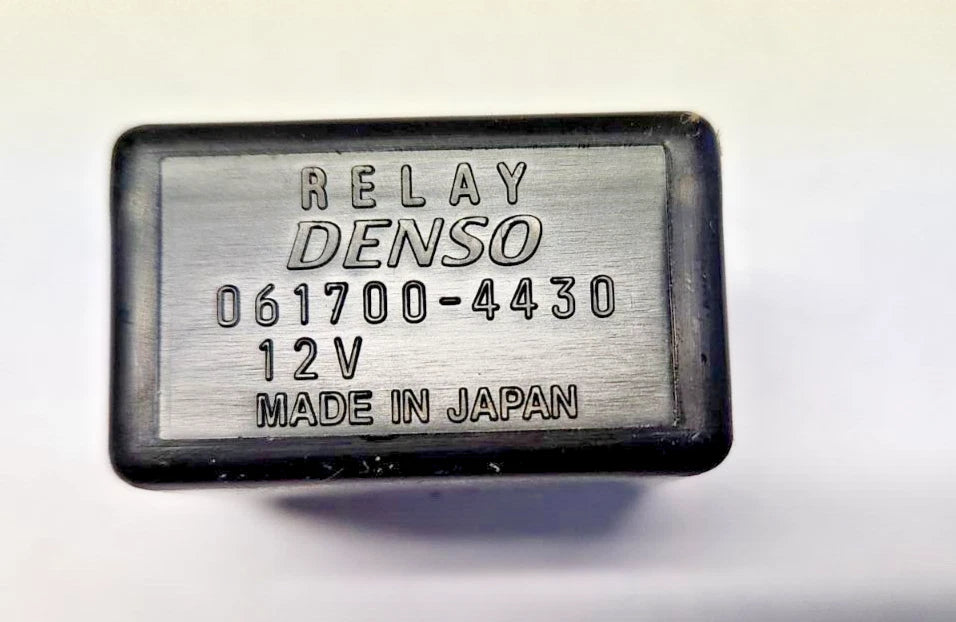 RELAY
DENSO
061700-4430
12V
MADE IN JAPAN